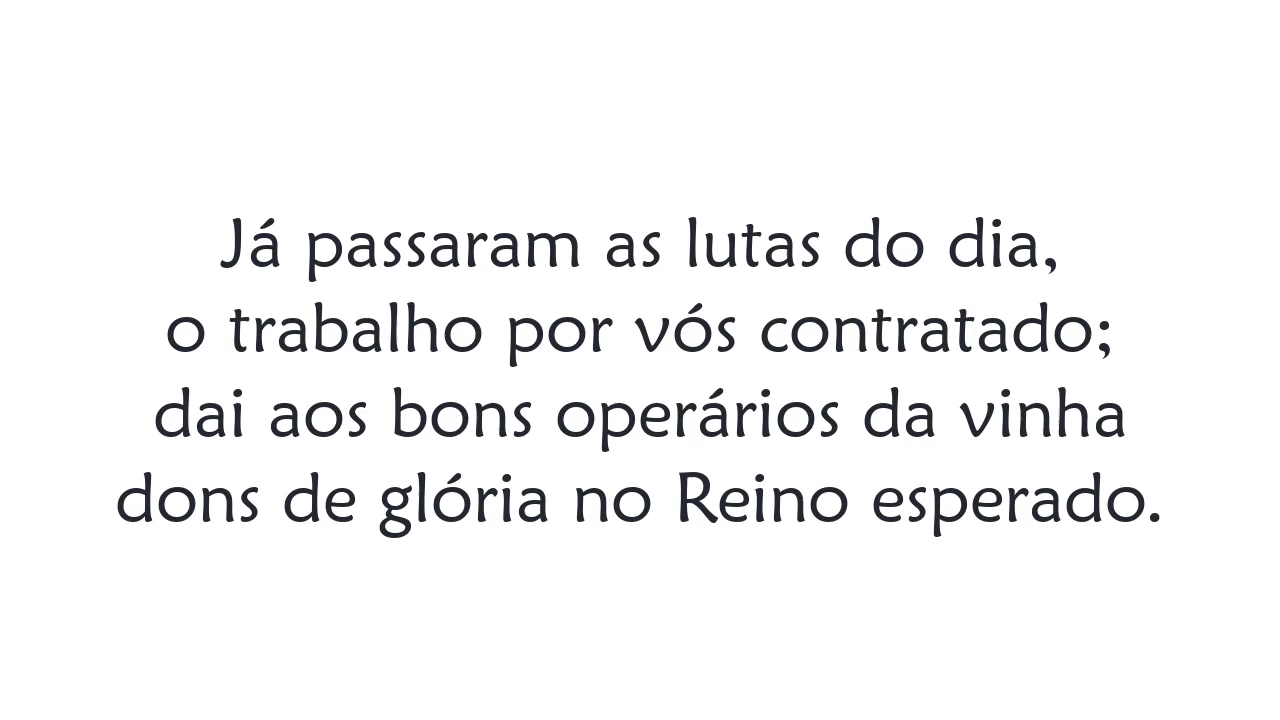 Já passaram as lutas do dia,
o trabalho por vós contratado;
dai aos bons operários da vinha
dons de glória no Reino esperado.